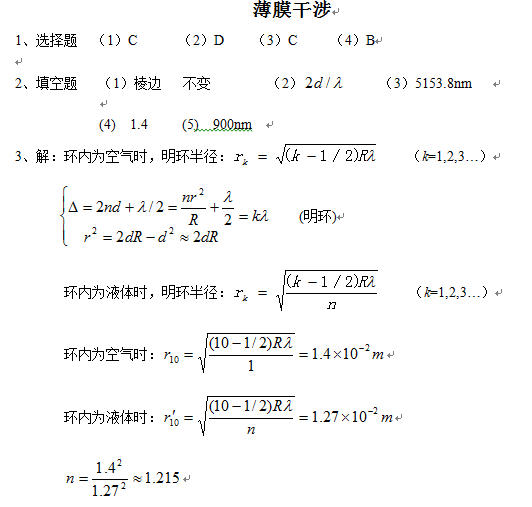 薄膜干涉
1、选择题 （1）C （2）D （3）C （4）B
2、填空题 （1）棱边 不变 （2）2d/λ （3）5153.8nm
(4) 1.4 (5) 900nm
3、解：环内为空气时，明环半径：r_k = √((k－1/2)Rλ) （k=1,2,3…）
Δ = 2nd + λ/2 = nr²/R + λ/2 = kλ (明环)
r² = 2dR − d² ≈ 2dR
环内为液体时，明环半径：r_k = √((k－1/2)Rλ/n) （k=1,2,3…）
环内为空气时：r₁₀ = √((10−1/2)Rλ/1) = 1.4×10⁻² m
环内为液体时：r′₁₀ = √((10−1/2)Rλ/n) = 1.27×10⁻² m
n = 1.4²/1.27² ≈ 1.215